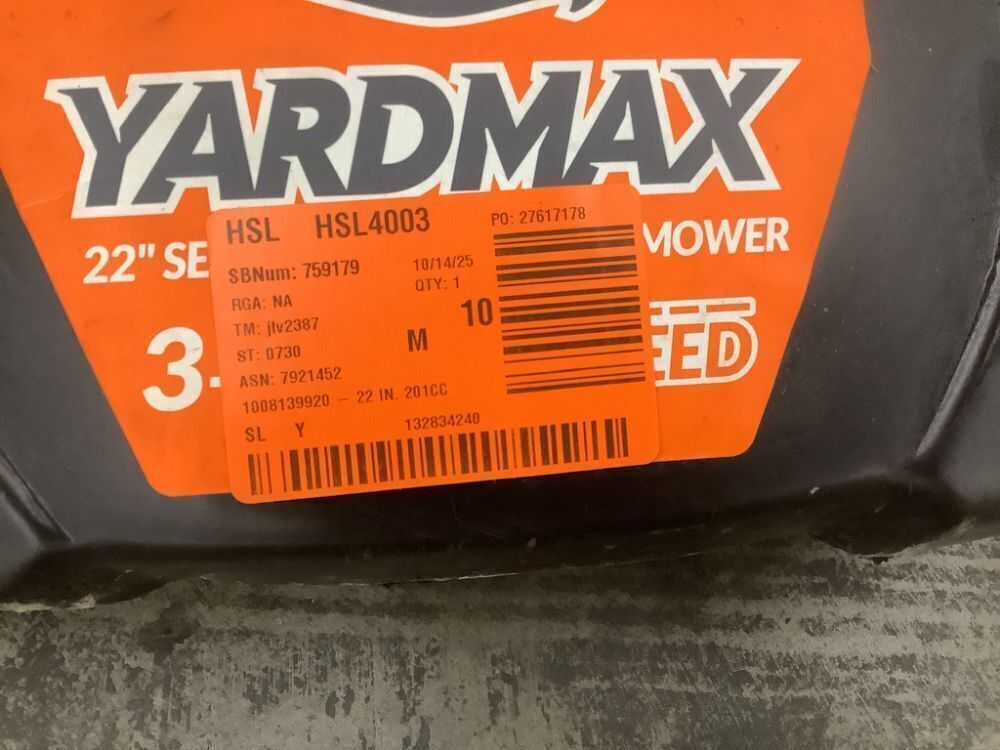 YARDMAX
22" SE
MOWER
3-
EED
HSL HSL4003
PO: 27617178
SBNum: 759179
10/14/25
QTY: 1
RGA: NA
10
TM: jfv2387
M
ST: 0730
ASN: 7921452
1008139920 - 22 IN. 201CC
SL Y
132834240